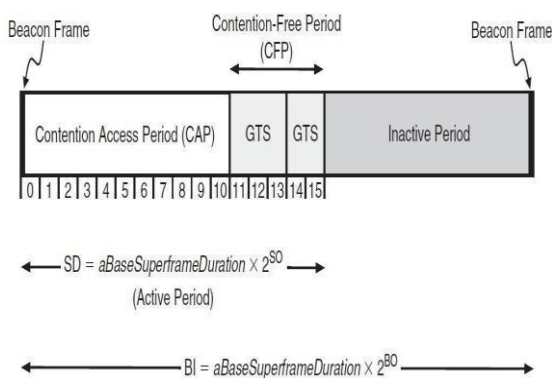 Contention-Free Period
(CFP)
Beacon Frame
Beacon Frame
Contention Access Period (CAP)
GTS
GTS
Inactive Period
0 1 2 3 4 5 6 7 8 9 10 11 12 13 14 15
SD = aBaseSuperframeDuration × 2^SO
(Active Period)
BI = aBaseSuperframeDuration × 2^BO